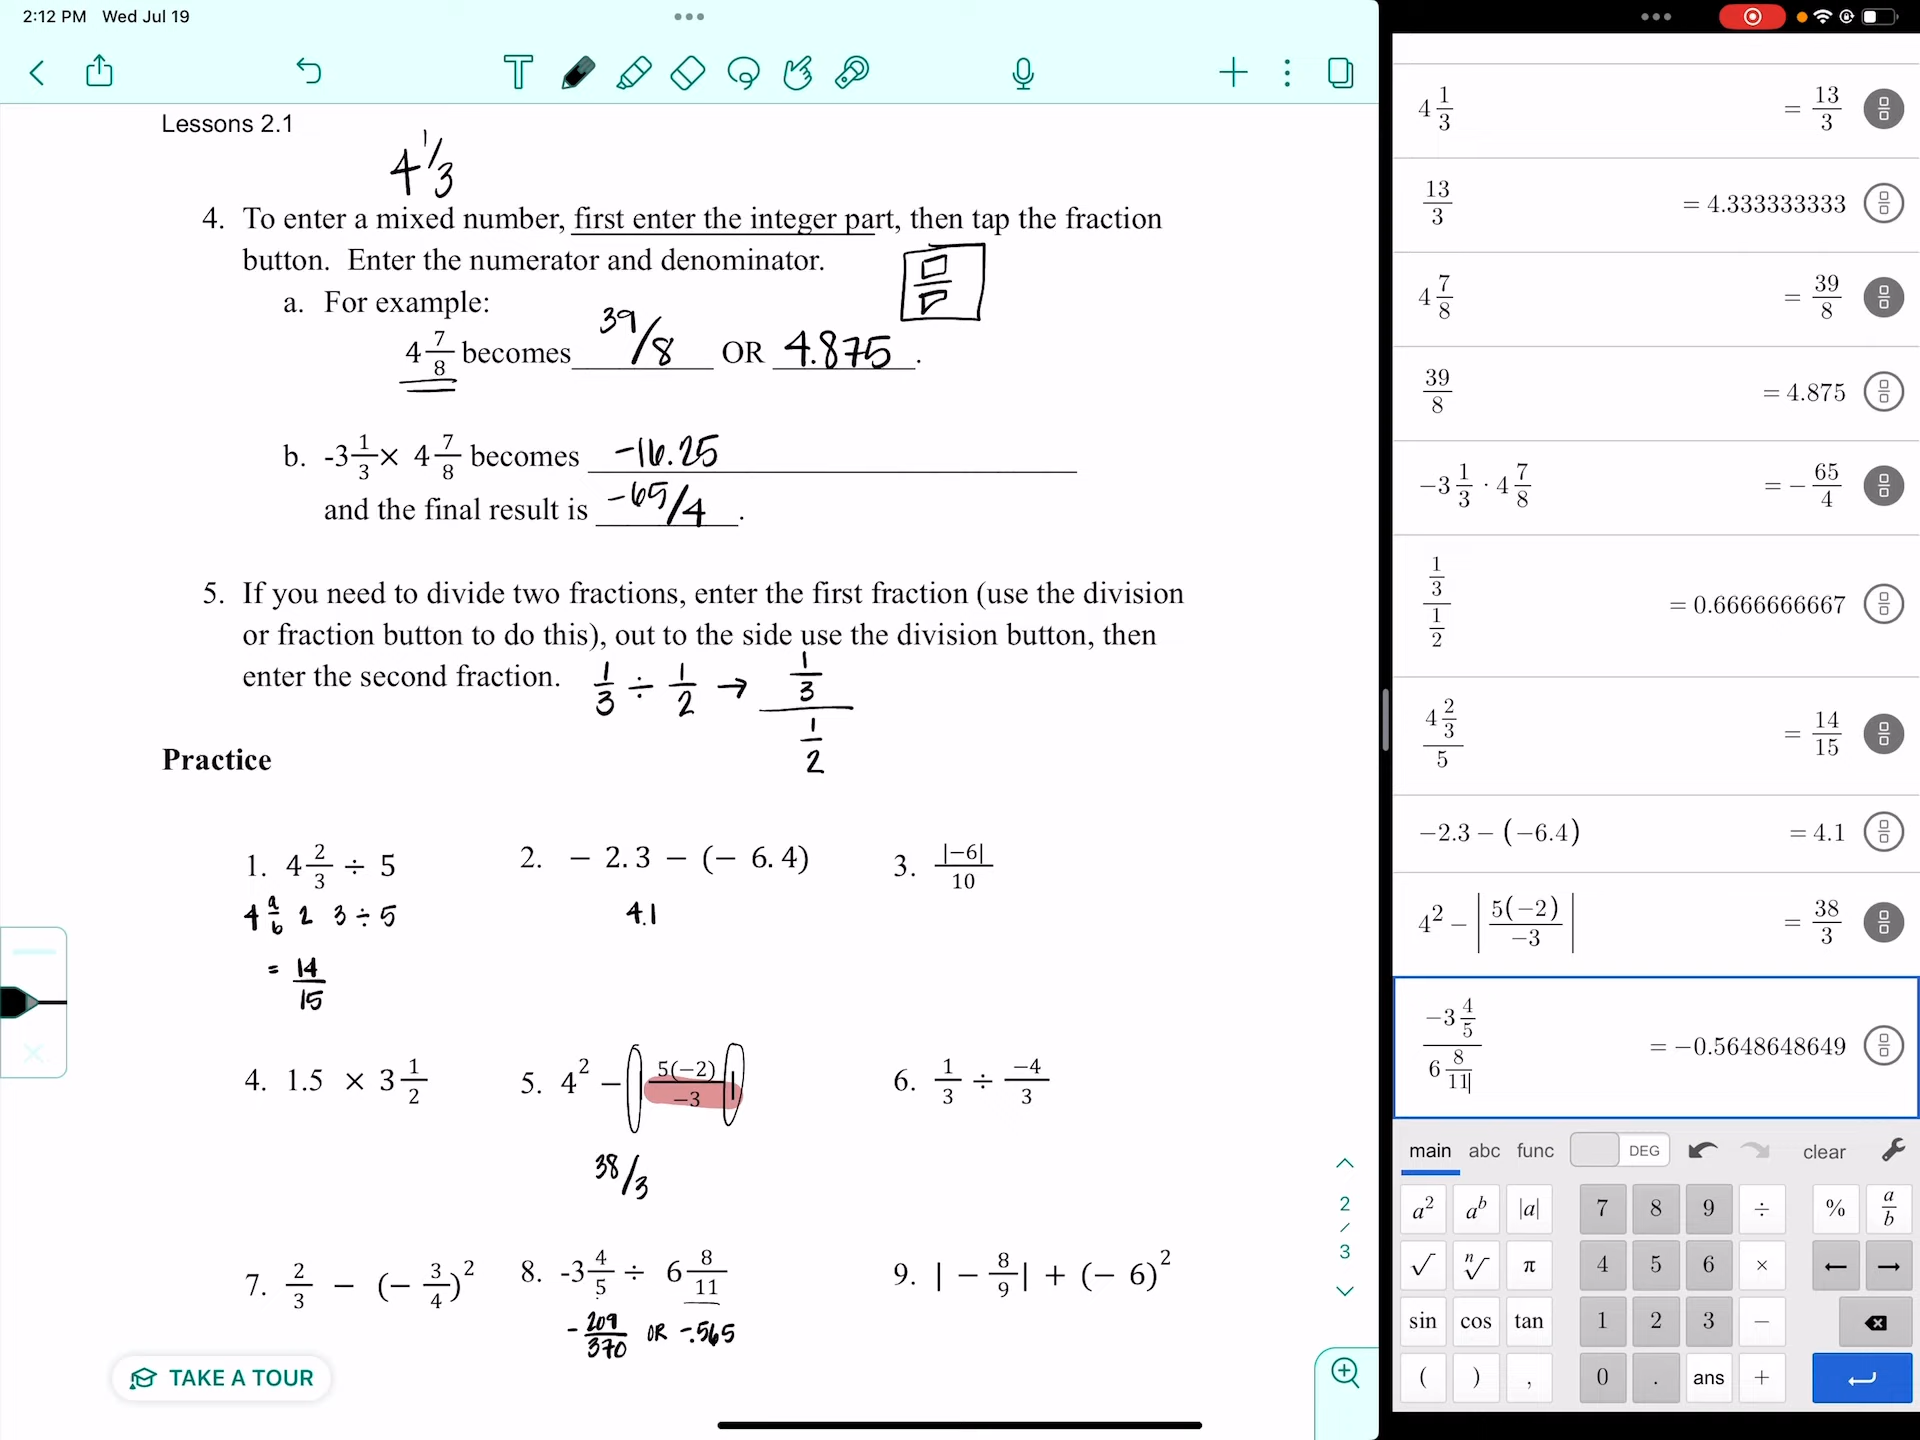 2:12 PM Wed Jul 19
Lessons 2.1
4 1/3
4. To enter a mixed number, first enter the integer part, then tap the fraction
button. Enter the numerator and denominator.
a. For example:
4 7/8 becomes 39/8 OR 4.875.
b. -3 1/3 × 4 7/8 becomes -16.25
and the final result is -65/4.
5. If you need to divide two fractions, enter the first fraction (use the division
or fraction button to do this), out to the side use the division button, then
enter the second fraction. 1/3 ÷ 1/2 → (1/3)/(1/2)
Practice
1. 4 2/3 ÷ 5
4 a/b 2 3 ÷ 5
= 14/15
2. − 2.3 − (− 6.4)
4.1
3. |−6|/10
4. 1.5 × 3 1/2
5. 4² − |5(−2)/−3|
38/3
6. 1/3 ÷ −4/3
7. 2/3 − (− 3/4)²
8. -3 4/5 ÷ 6 8/11
- 209/370 OR -.565
9. | − 8/9 | + (− 6)²
2
/
3
TAKE A TOUR
4 1/3 = 13/3
13/3 = 4.333333333
4 7/8 = 39/8
39/8 = 4.875
−3 1/3 · 4 7/8 = − 65/4
(1/3)/(1/2) = 0.6666666667
(4 2/3)/5 = 14/15
−2.3 − (−6.4) = 4.1
4² − |5(−2)/−3| = 38/3
(−3 4/5)/(6 8/11) = −0.5648648649
main abc func DEG clear
a² aᵇ |a| 7 8 9 ÷ % a/b
√ ⁿ√ π 4 5 6 × ← →
sin cos tan 1 2 3 −
( ) , 0 . ans +